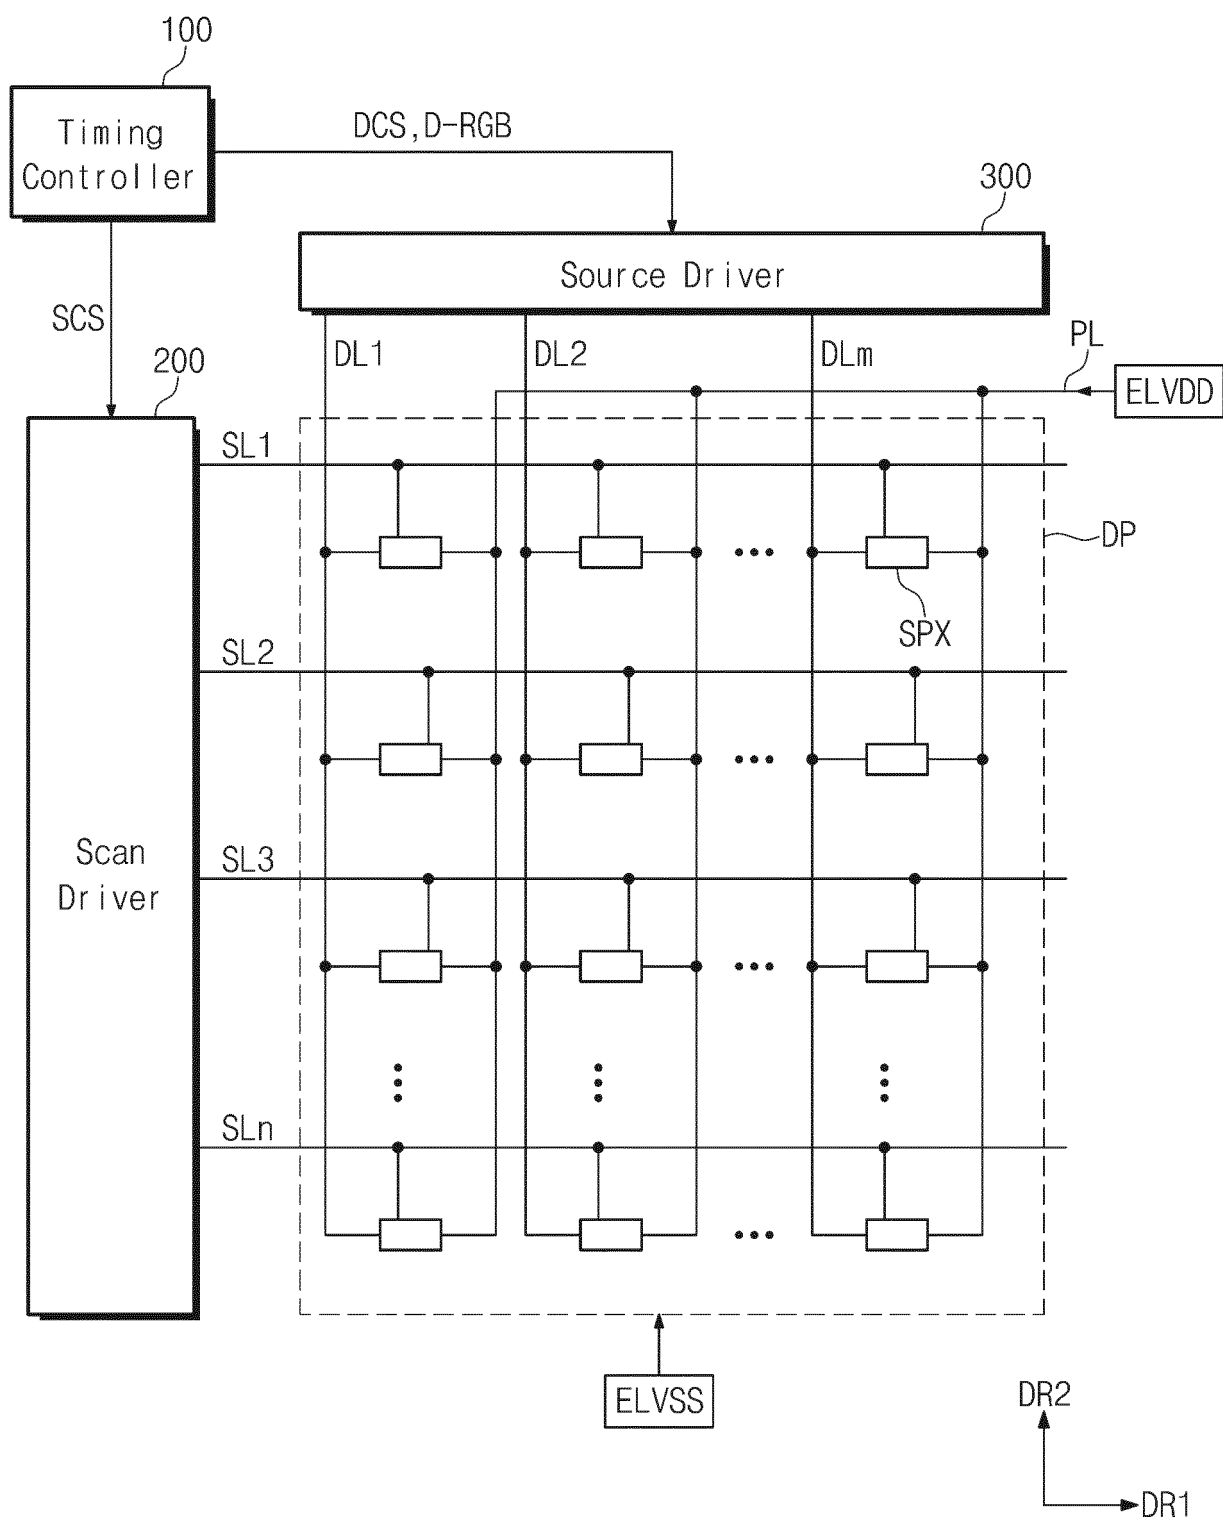 100
Timing
Controller
DCS,D-RGB
300
Source Driver
SCS
200
DL1
DL2
DLm
PL
ELVDD
SL1
DP
SPX
SL2
Scan
Driver
SL3
SLn
ELVSS
DR2
DR1